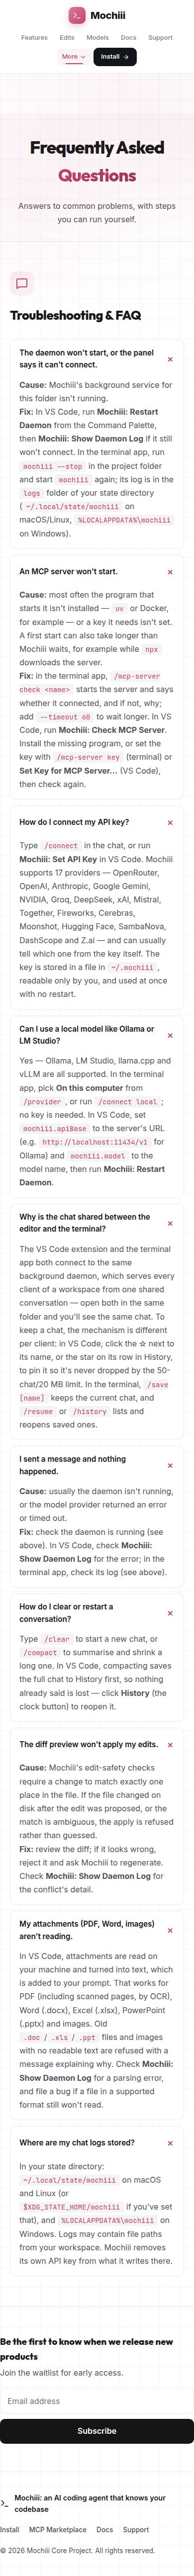 Mochiii
Features Edits Models Docs Support
More Install →
Frequently Asked
Questions
Answers to common problems, with steps
you can run yourself.
Troubleshooting & FAQ
The daemon won't start, or the panel
says it can't connect.
Cause: Mochiii's background service for
this folder isn't running.
Fix: In VS Code, run Mochiii: Restart
Daemon from the Command Palette,
then Mochiii: Show Daemon Log if it still
won't connect. In the terminal app, run
mochiii --stop in the project folder
and start mochiii again; its log is in the
logs folder of your state directory
( ~/.local/state/mochiii on
macOS/Linux, %LOCALAPPDATA%\mochiii
on Windows).
An MCP server won't start.
Cause: most often the program that
starts it isn't installed — uv or Docker,
for example — or a key it needs isn't set.
A first start can also take longer than
Mochiii waits, for example while npx
downloads the server.
Fix: in the terminal app, /mcp-server
check <name> starts the server and says
whether it connected, and if not, why;
add --timeout 60 to wait longer. In VS
Code, run Mochiii: Check MCP Server.
Install the missing program, or set the
key with /mcp-server key (terminal) or
Set Key for MCP Server... (VS Code),
then check again.
How do I connect my API key?
Type /connect in the chat, or run
Mochiii: Set API Key in VS Code. Mochiii
supports 17 providers — OpenRouter,
OpenAI, Anthropic, Google Gemini,
NVIDIA, Groq, DeepSeek, xAI, Mistral,
Together, Fireworks, Cerebras,
Moonshot, Hugging Face, SambaNova,
DashScope and Z.ai — and can usually
tell which one from the key itself. The
key is stored in a file in ~/.mochiii ,
readable only by you, and used at once
with no restart.
Can I use a local model like Ollama or
LM Studio?
Yes — Ollama, LM Studio, llama.cpp and
vLLM are all supported. In the terminal
app, pick On this computer from
/provider , or run /connect local ;
no key is needed. In VS Code, set
mochiii.apiBase to the server's URL
(e.g. http://localhost:11434/v1 for
Ollama) and mochiii.model to the
model name, then run Mochiii: Restart
Daemon.
Why is the chat shared between the
editor and the terminal?
The VS Code extension and the terminal
app both connect to the same
background daemon, which serves every
client of a workspace from one shared
conversation — open both in the same
folder and you'll see the same chat. To
keep a chat, the mechanism is different
per client: in VS Code, click the ☆ next to
its name, or the star on its row in History,
to pin it so it's never dropped by the 50-
chat/20 MB limit. In the terminal, /save
[name] keeps the current chat, and
/resume or /history lists and
reopens saved ones.
I sent a message and nothing
happened.
Cause: usually the daemon isn't running,
or the model provider returned an error
or timed out.
Fix: check the daemon is running (see
above). In VS Code, check Mochiii:
Show Daemon Log for the error; in the
terminal app, check its log (see above).
How do I clear or restart a
conversation?
Type /clear to start a new chat, or
/compact to summarise and shrink a
long one. In VS Code, compacting saves
the full chat to History first, so nothing
already said is lost — click History (the
clock button) to reopen it.
The diff preview won't apply my edits.
Cause: Mochiii's edit-safety checks
require a change to match exactly one
place in the file. If the file changed on
disk after the edit was proposed, or the
match is ambiguous, the apply is refused
rather than guessed.
Fix: review the diff; if it looks wrong,
reject it and ask Mochiii to regenerate.
Check Mochiii: Show Daemon Log for
the conflict's detail.
My attachments (PDF, Word, images)
aren't reading.
In VS Code, attachments are read on
your machine and turned into text, which
is added to your prompt. That works for
PDF (including scanned pages, by OCR),
Word (.docx), Excel (.xlsx), PowerPoint
(.pptx) and images. Old
.doc / .xls / .ppt files and images
with no readable text are refused with a
message explaining why. Check Mochiii:
Show Daemon Log for a parsing error,
and file a bug if a file in a supported
format still won't read.
Where are my chat logs stored?
In your state directory:
~/.local/state/mochiii on macOS
and Linux (or
$XDG_STATE_HOME/mochiii if you've set
that), and %LOCALAPPDATA%\mochiii on
Windows. Logs may contain file paths
from your workspace. Mochiii removes
its own API key from what it writes there.
Be the first to know when we release new
products
Join the waitlist for early access.
Email address
Subscribe
Mochiii: an AI coding agent that knows your
codebase
Install MCP Marketplace Docs Support
© 2026 Mochiii Core Project. All rights reserved.